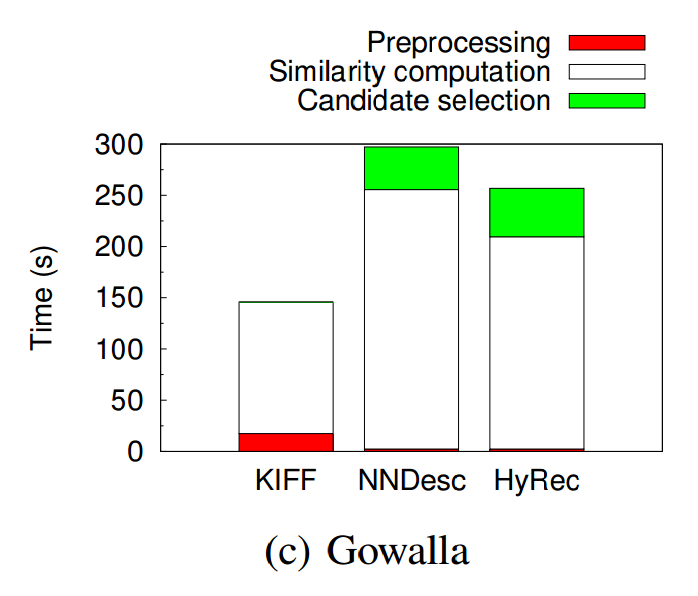 Preprocessing
Similarity computation
Candidate selection
300
250
200
150
100
50
0
Time (s)
KIFF NNDesc HyRec
(c) Gowalla